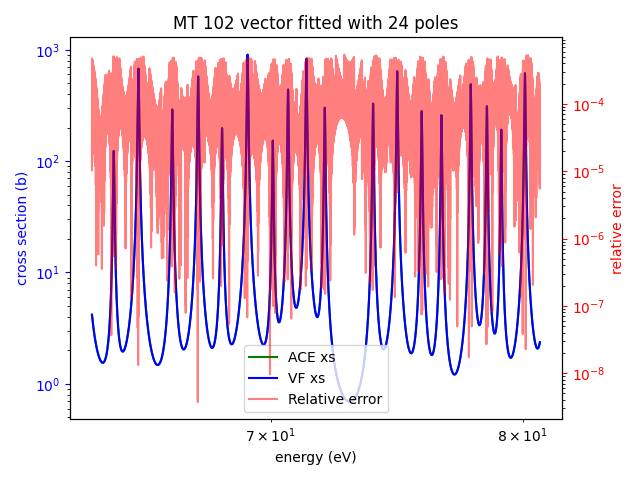 MT 102 vector fitted with 24 poles
cross section (b)
10³
10²
10¹
10⁰
10⁻⁴
10⁻⁵
10⁻⁶
10⁻⁷
10⁻⁸
relative error
ACE xs
VF xs
Relative error
7 × 10¹
8 × 10¹
energy (eV)